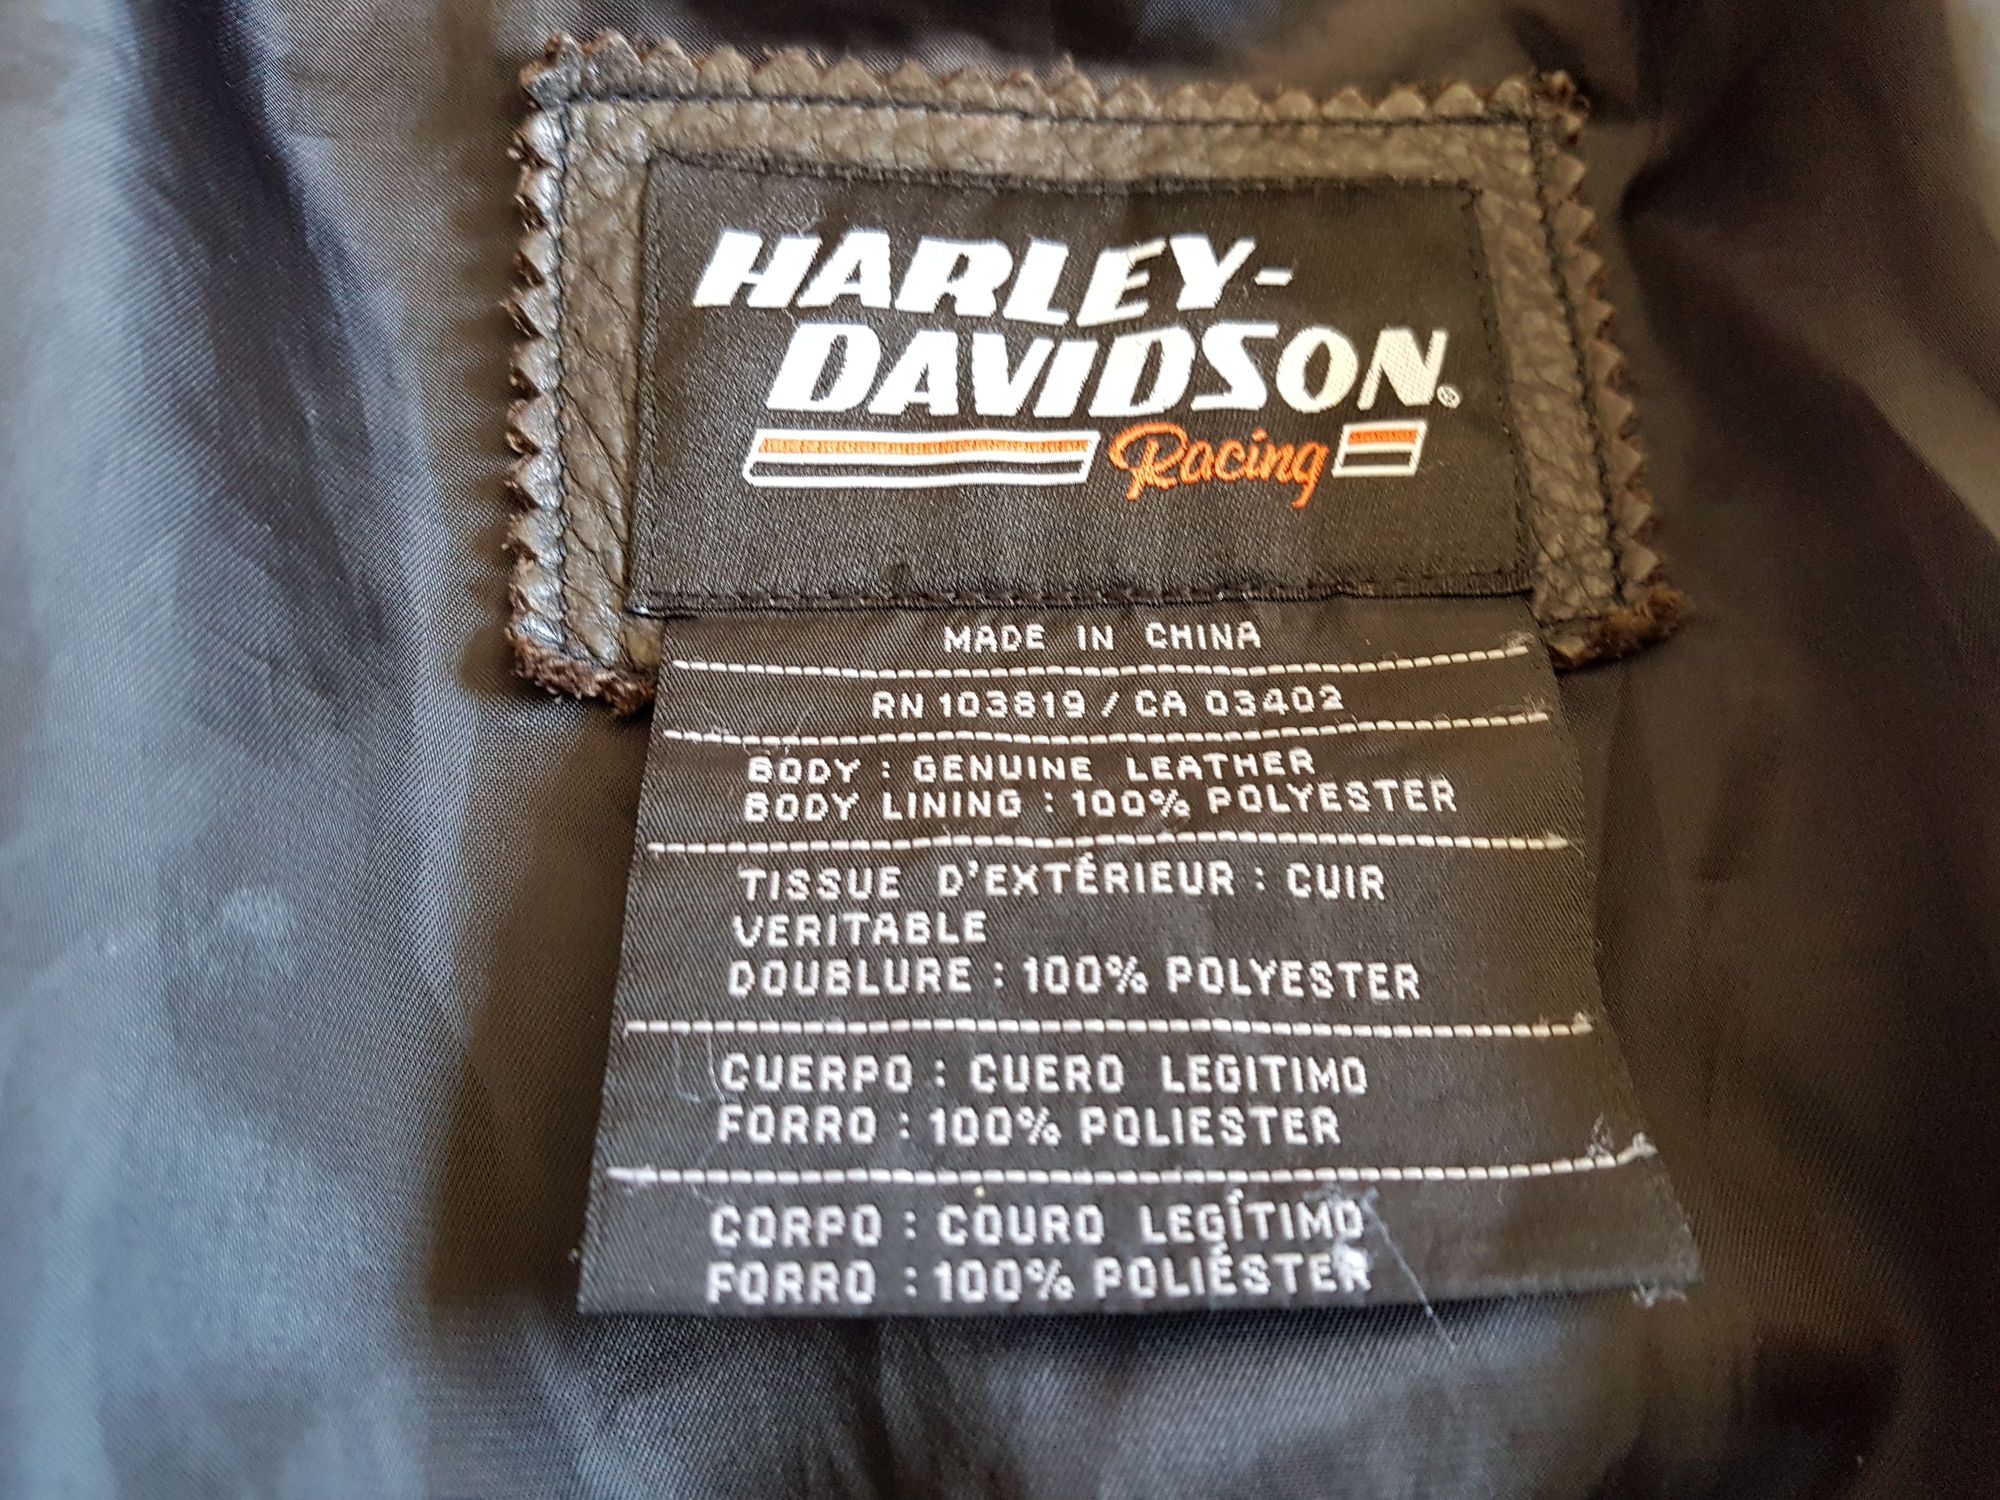 HARLEY-
DAVIDSON®
Racing
MADE IN CHINA
RN 103819 / CA 03402
BODY : GENUINE LEATHER
BODY LINING : 100% POLYESTER
TISSUE D'EXTÉRIEUR : CUIR
VERITABLE
DOUBLURE : 100% POLYESTER
CUERPO : CUERO LEGITIMO
FORRO : 100% POLIESTER
CORPO : COURO LEGÍTIMO
FORRO : 100% POLIÉSTER